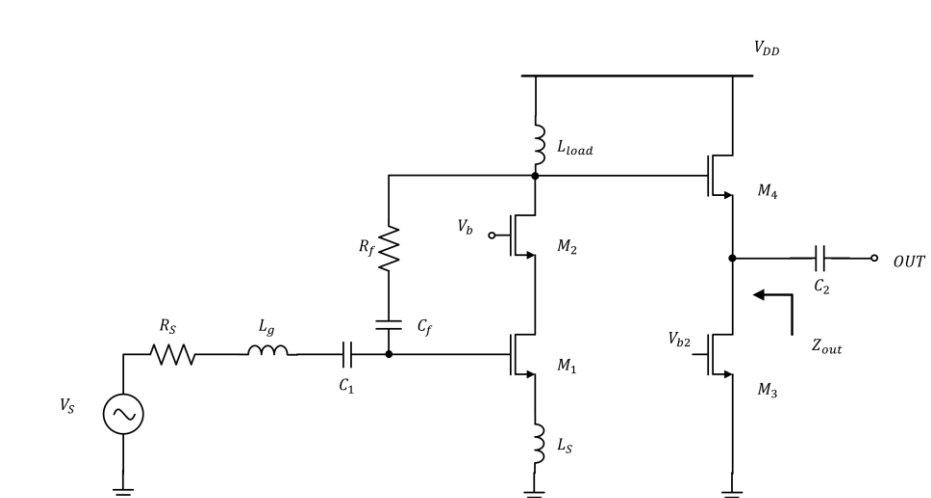 V_DD
L_load
M_4
V_b
M_2
R_f
OUT
C_2
R_S L_g C_f
V_b2 Z_out
M_1
C_1
M_3
V_S
L_S